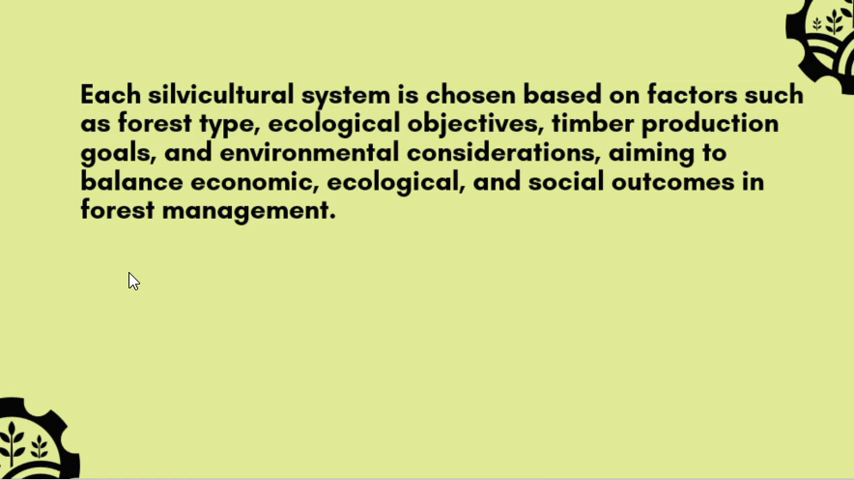 Each silvicultural system is chosen based on factors such
as forest type, ecological objectives, timber production
goals, and environmental considerations, aiming to
balance economic, ecological, and social outcomes in
forest management.